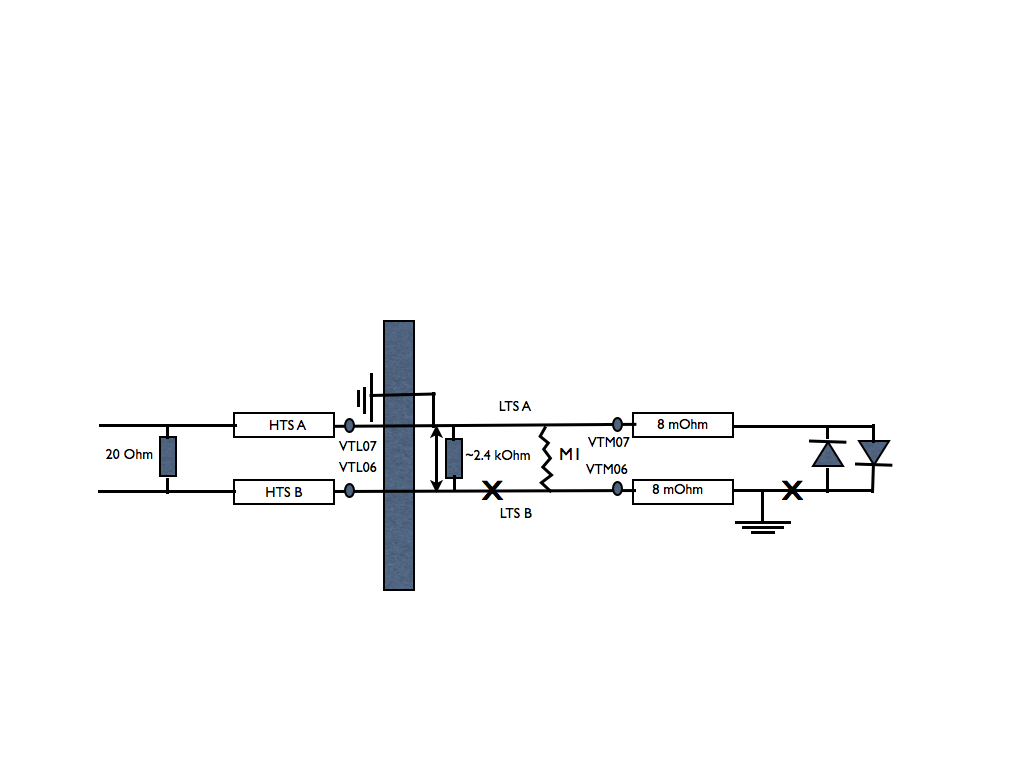 LTS A
HTS A
8 mOhm
VTL07
VTM07
20 Ohm
~2.4 kOhm
M1
VTL06
VTM06
HTS B
8 mOhm
X
X
LTS B